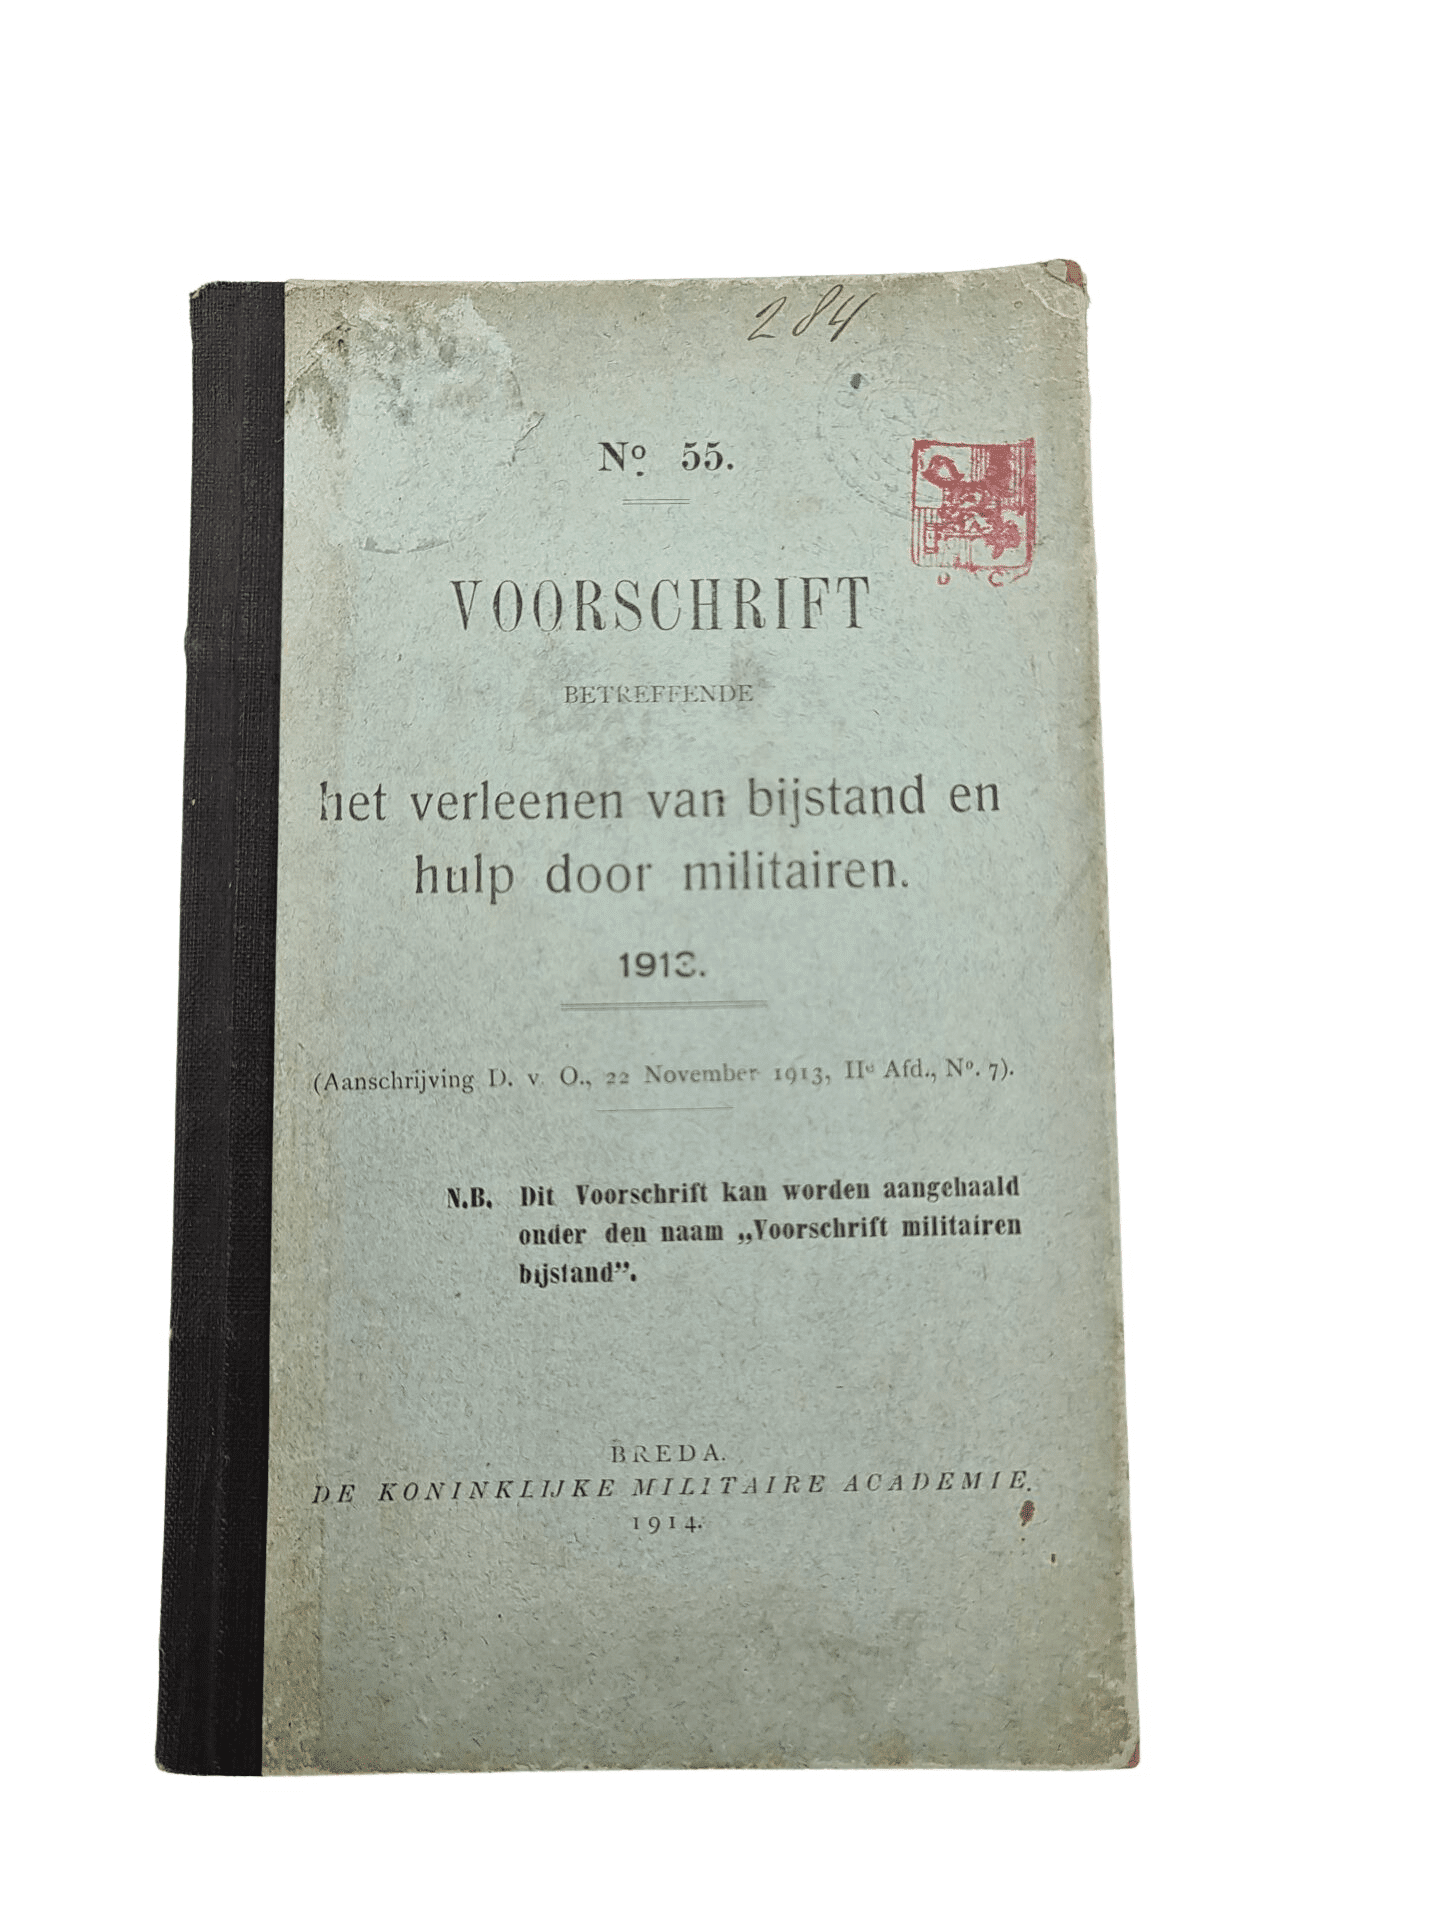 284
No. 55.
VOORSCHRIFT
BETREFFENDE
het verleenen van bijstand en
hulp door militairen.
1913.
(Aanschrijving D. v. O., 22 November 1913, IIe Afd., No. 7).
N.B. Dit Voorschrift kan worden aangehaald
onder den naam „Voorschrift militairen
bijstand”.
BREDA.
DE KONINKLIJKE MILITAIRE ACADEMIE.
1914.